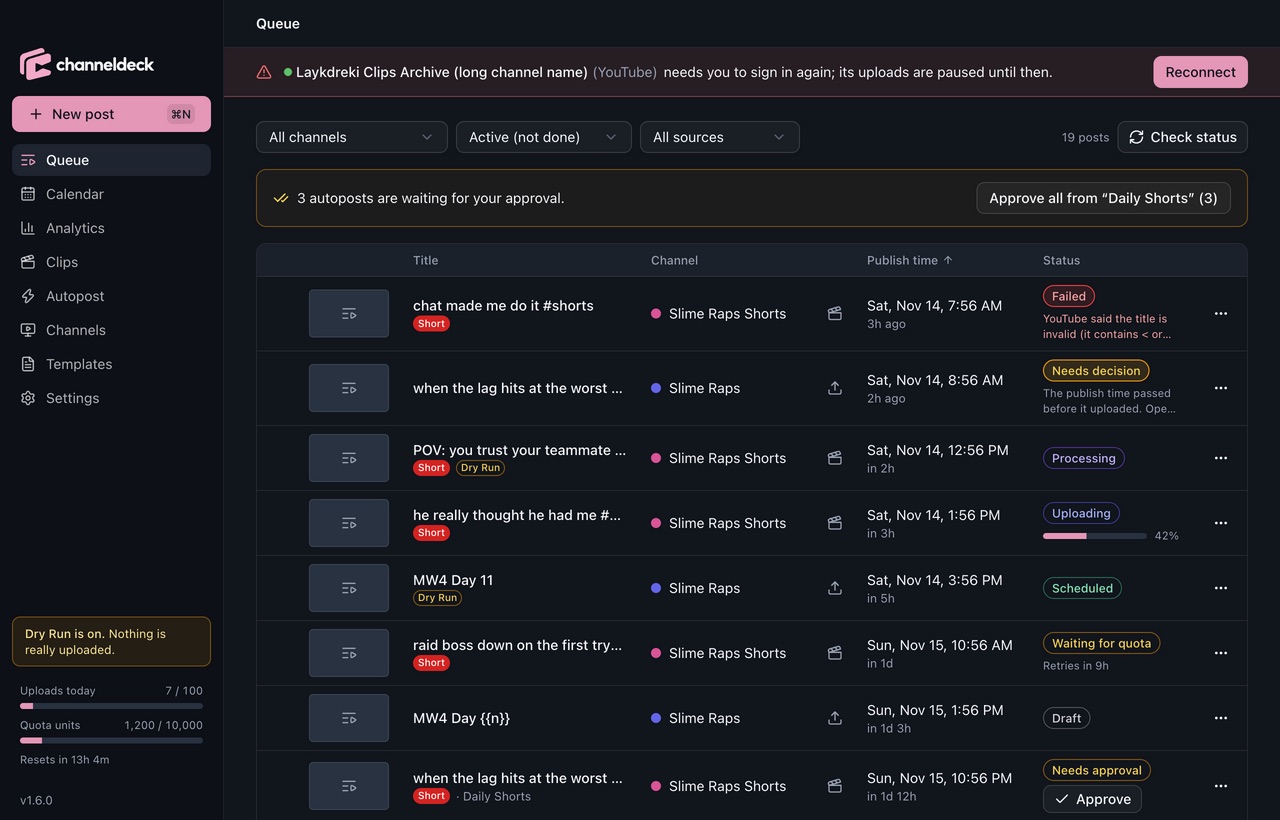 channeldeck
New post ⌘N
Queue
Calendar
Analytics
Clips
Autopost
Channels
Templates
Settings
Dry Run is on. Nothing is
really uploaded.
Uploads today 7 / 100
Quota units 1,200 / 10,000
Resets in 13h 4m
v1.6.0
Queue
Laykdreki Clips Archive (long channel name) (YouTube) needs you to sign in again; its uploads are paused until then. Reconnect
All channels Active (not done) All sources 19 posts Check status
3 autoposts are waiting for your approval. Approve all from “Daily Shorts” (3)
Title Channel Publish time ↑ Status
chat made me do it #shorts
Short
Slime Raps Shorts
Sat, Nov 14, 7:56 AM
3h ago
Failed
YouTube said the title is
invalid (it contains < or…
when the lag hits at the worst …
Slime Raps
Sat, Nov 14, 8:56 AM
2h ago
Needs decision
The publish time passed
before it uploaded. Ope…
POV: you trust your teammate …
Short Dry Run
Slime Raps Shorts
Sat, Nov 14, 12:56 PM
in 2h
Processing
he really thought he had me #…
Short
Slime Raps Shorts
Sat, Nov 14, 1:56 PM
in 3h
Uploading
42%
MW4 Day 11
Dry Run
Slime Raps
Sat, Nov 14, 3:56 PM
in 5h
Scheduled
raid boss down on the first try…
Short
Slime Raps Shorts
Sun, Nov 15, 10:56 AM
in 1d
Waiting for quota
Retries in 9h
MW4 Day {{n}}
Slime Raps
Sun, Nov 15, 1:56 PM
in 1d 3h
Draft
when the lag hits at the worst …
Short · Daily Shorts
Slime Raps Shorts
Sun, Nov 15, 10:56 PM
in 1d 12h
Needs approval
Approve